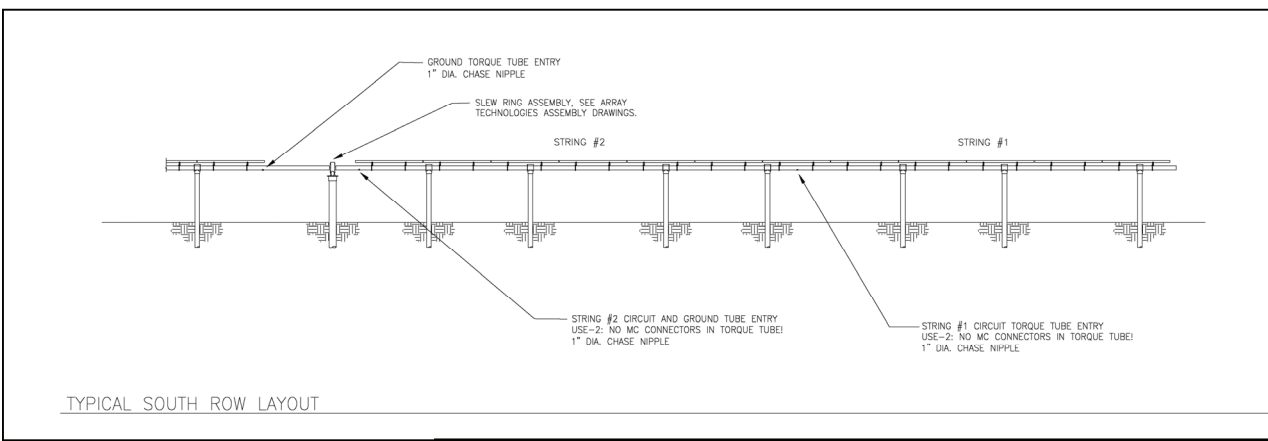 GROUND TORQUE TUBE ENTRY
1" DIA. CHASE NIPPLE
SLEW RING ASSEMBLY, SEE ARRAY
TECHNOLOGIES ASSEMBLY DRAWINGS.
STRING #2
STRING #1
STRING #2 CIRCUIT AND GROUND TUBE ENTRY
USE-2: NO MC CONNECTORS IN TORQUE TUBE!
1" DIA. CHASE NIPPLE
STRING #1 CIRCUIT TORQUE TUBE ENTRY
USE-2: NO MC CONNECTORS IN TORQUE TUBE!
1" DIA. CHASE NIPPLE
TYPICAL SOUTH ROW LAYOUT